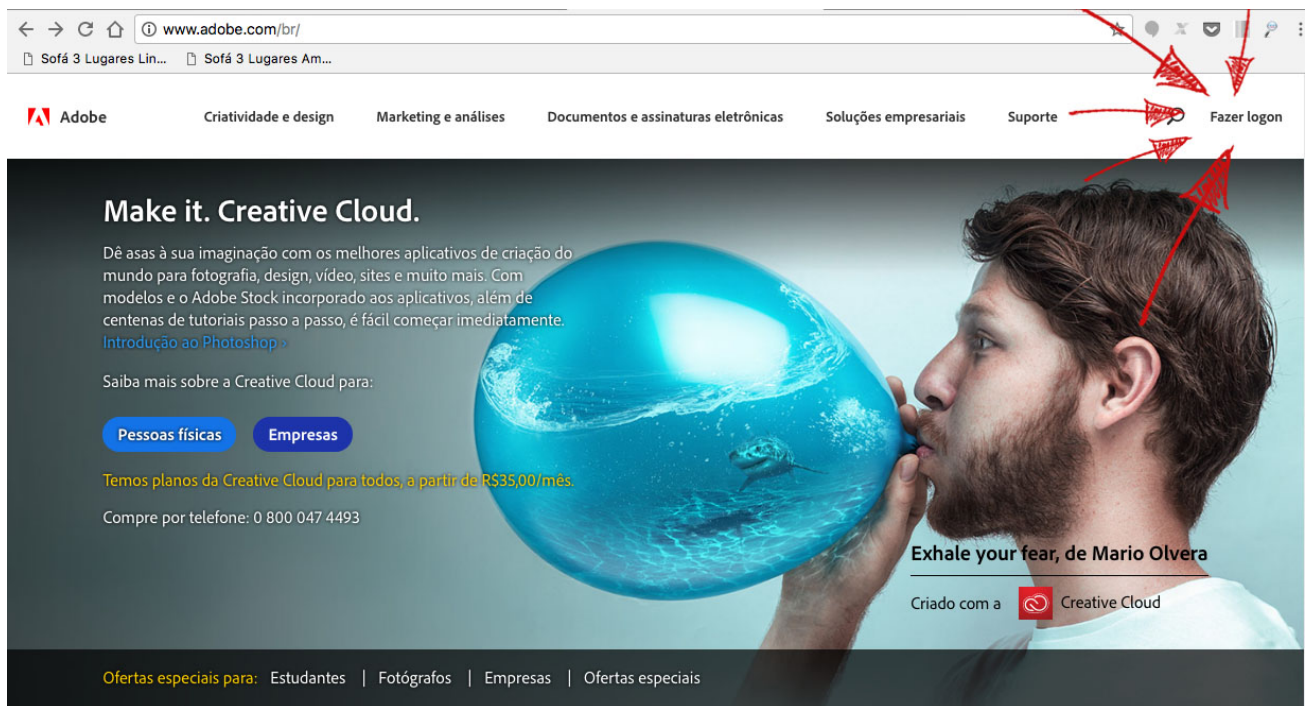 www.adobe.com/br/
Sofá 3 Lugares Lin... Sofá 3 Lugares Am...
Adobe Criatividade e design Marketing e análises Documentos e assinaturas eletrônicas Soluções empresariais Suporte Fazer logon
Make it. Creative Cloud.
Dê asas à sua imaginação com os melhores aplicativos de criação do
mundo para fotografia, design, vídeo, sites e muito mais. Com
modelos e o Adobe Stock incorporado aos aplicativos, além de
centenas de tutoriais passo a passo, é fácil começar imediatamente.
Introdução ao Photoshop ›
Saiba mais sobre a Creative Cloud para:
Pessoas físicas Empresas
Temos planos da Creative Cloud para todos, a partir de R$35,00/mês.
Compre por telefone: 0 800 047 4493
Exhale your fear, de Mario Olvera
Criado com a Creative Cloud
Ofertas especiais para: Estudantes | Fotógrafos | Empresas | Ofertas especiais